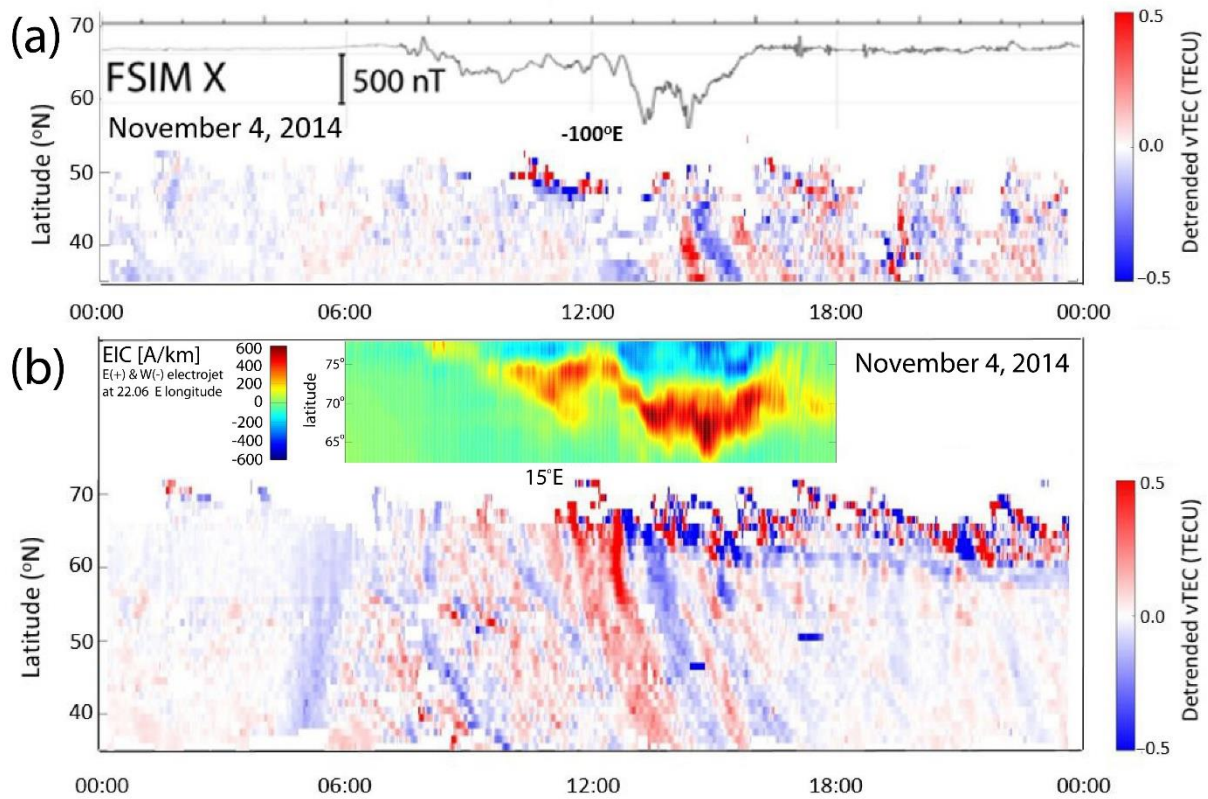 (a)
70
60
50
40
Latitude (°N)
FSIM X
500 nT
November 4, 2014
-100°E
00:00 06:00 12:00 18:00 00:00
0.5
0.0
−0.5
Detrended vTEC (TECU)
(b)
EIC [A/km]
E(+) & W(-) electrojet
at 22.06 E longitude
600
400
200
0
-200
-400
-600
latitude
75°
70°
65°
November 4, 2014
15°E
70
60
50
40
Latitude (°N)
00:00 06:00 12:00 18:00 00:00
0.5
0.0
−0.5
Detrended vTEC (TECU)